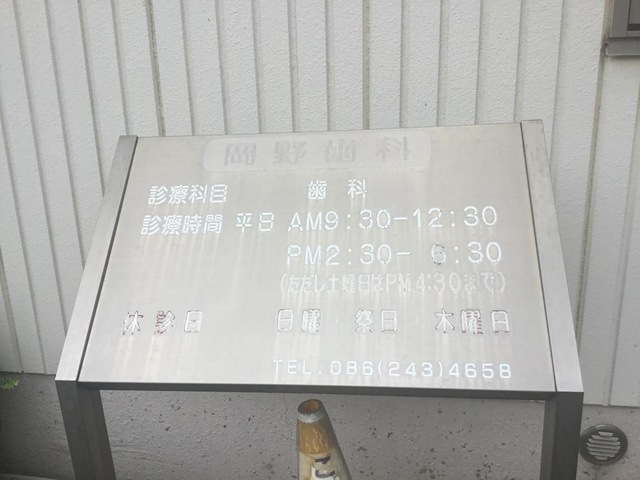 岡野歯科
診療科目 歯科
診療時間 平日 AM9:30-12:30
PM2:30- 6:30
(ただし土曜日はPM4:30まで)
休診日 日曜 祭日 木曜日
TEL.086(243)4658